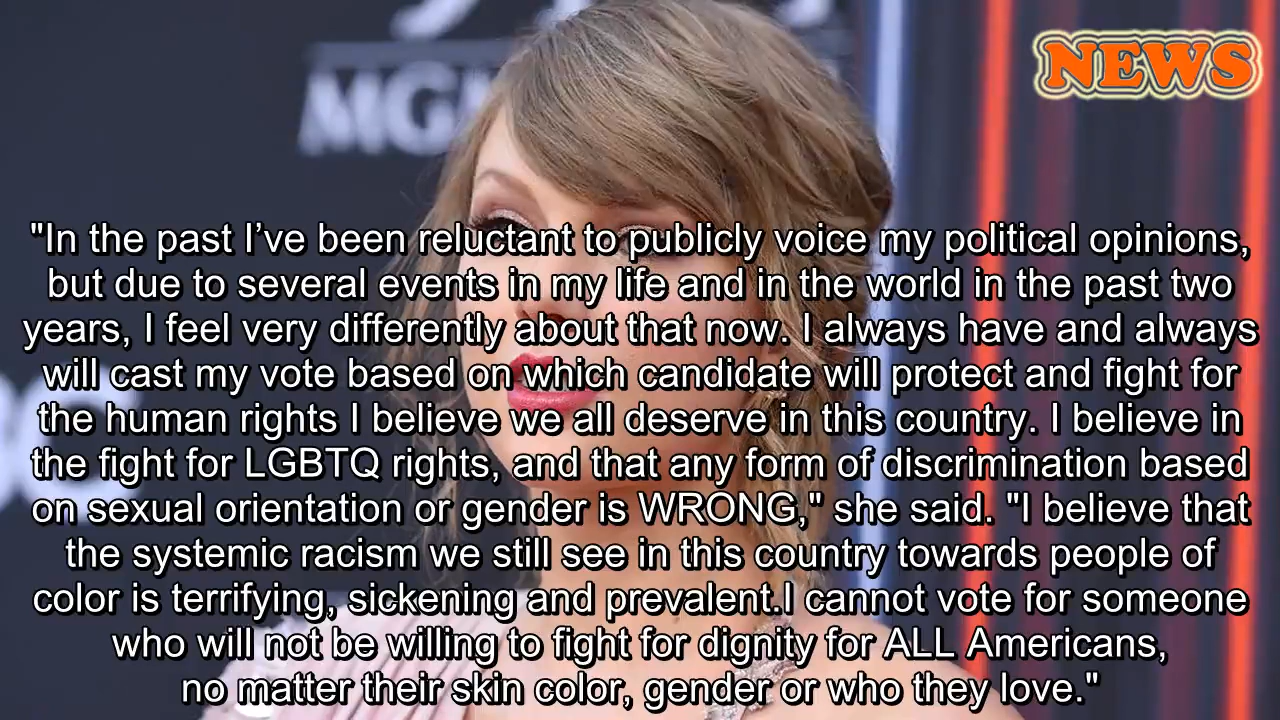 MGM
NEWS
"In the past I’ve been reluctant to publicly voice my political opinions,
but due to several events in my life and in the world in the past two
years, I feel very differently about that now. I always have and always
will cast my vote based on which candidate will protect and fight for
the human rights I believe we all deserve in this country. I believe in
the fight for LGBTQ rights, and that any form of discrimination based
on sexual orientation or gender is WRONG," she said. "I believe that
the systemic racism we still see in this country towards people of
color is terrifying, sickening and prevalent.I cannot vote for someone
who will not be willing to fight for dignity for ALL Americans,
no matter their skin color, gender or who they love."